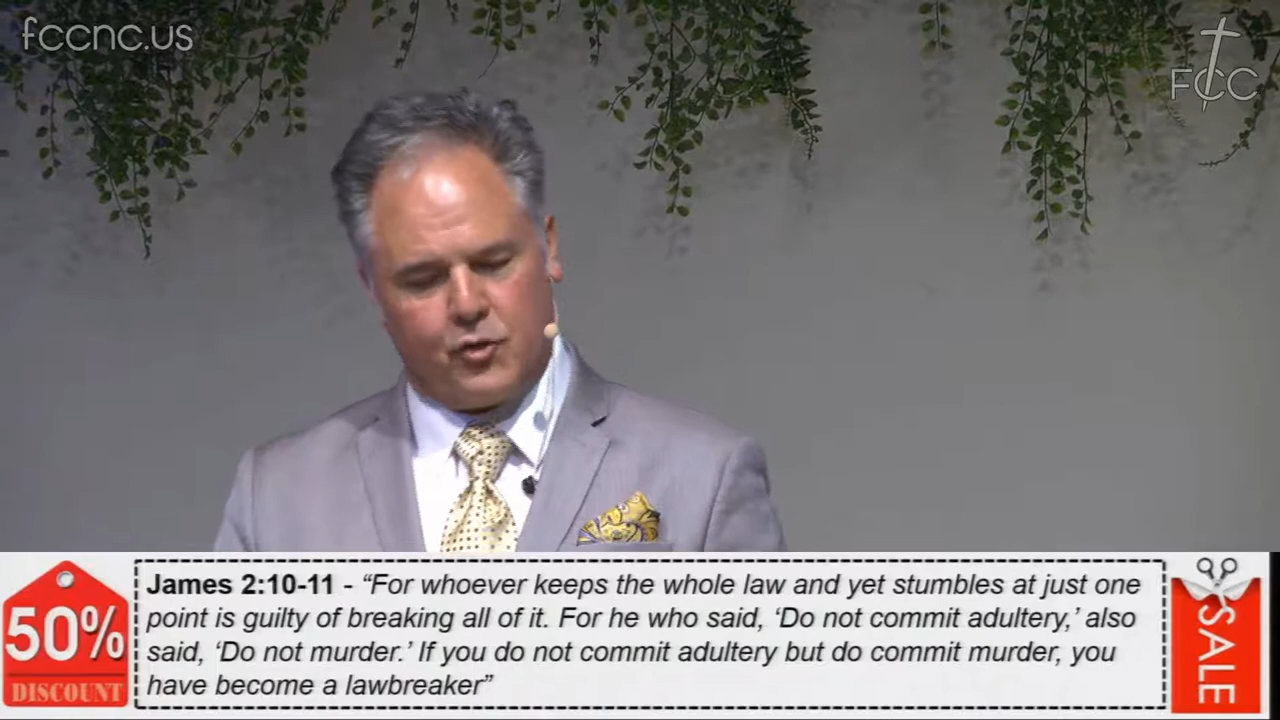 fccnc.us
FCC
50%
DISCOUNT
James 2:10-11 - “For whoever keeps the whole law and yet stumbles at just one
point is guilty of breaking all of it. For he who said, ‘Do not commit adultery,’ also
said, ‘Do not murder.’ If you do not commit adultery but do commit murder, you
have become a lawbreaker”
SALE